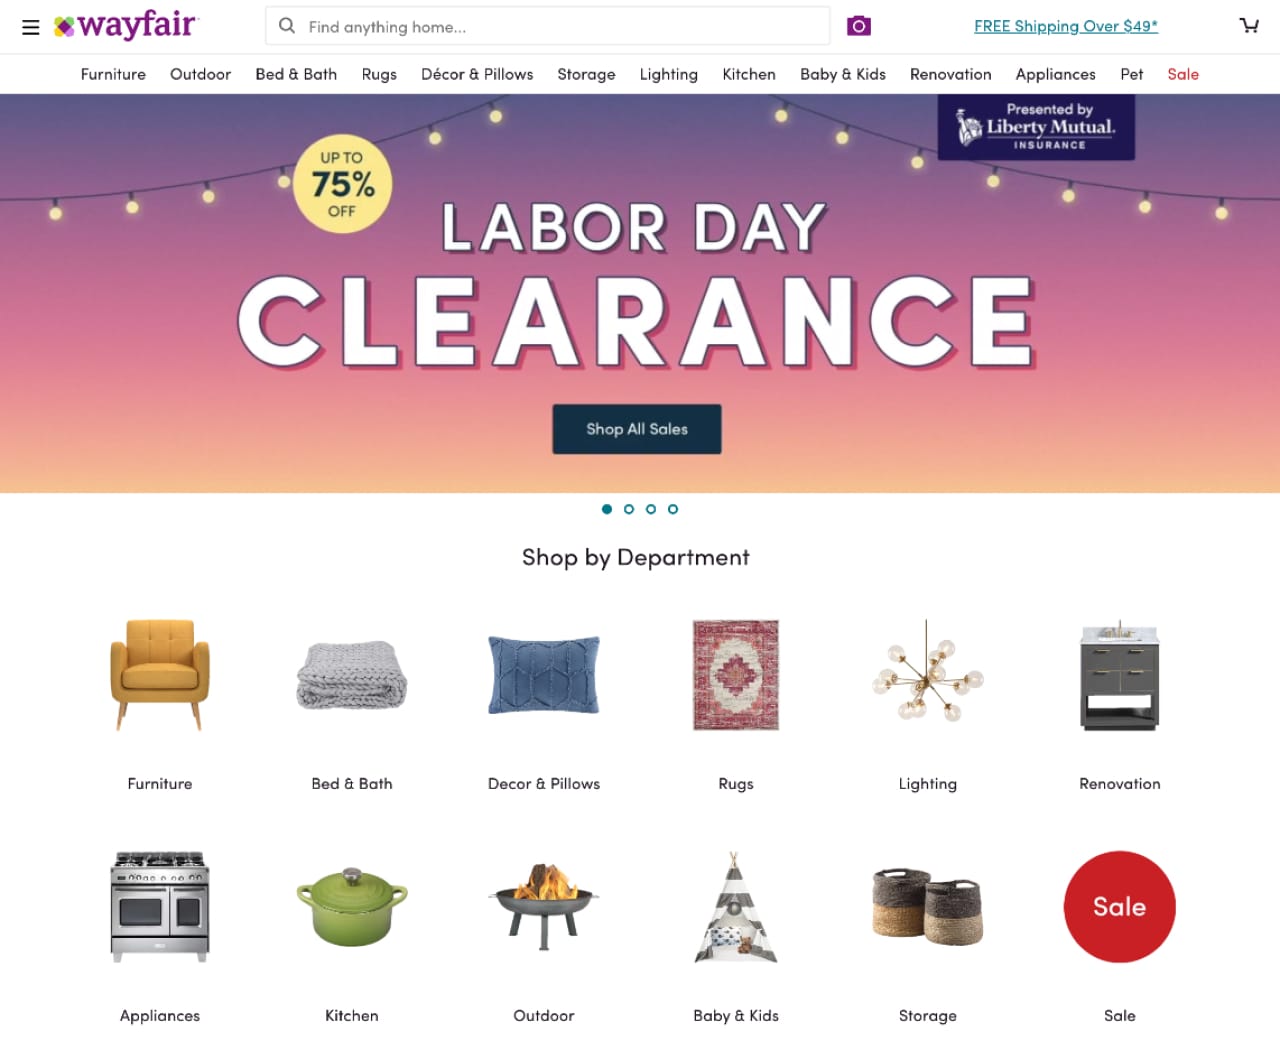 wayfair
Find anything home...
FREE Shipping Over $49*
Furniture Outdoor Bed & Bath Rugs Décor & Pillows Storage Lighting Kitchen Baby & Kids Renovation Appliances Pet Sale
Presented by
Liberty Mutual.
INSURANCE
UP TO
75%
OFF
LABOR DAY
CLEARANCE
Shop All Sales
Shop by Department
Furniture Bed & Bath Decor & Pillows Rugs Lighting Renovation
Sale
Appliances Kitchen Outdoor Baby & Kids Storage Sale